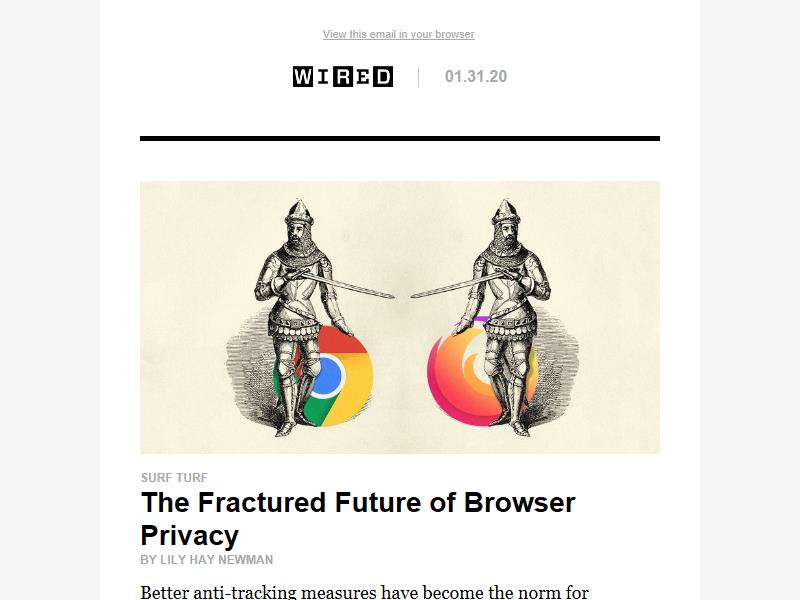 View this email in your browser
WIRED 01.31.20
SURF TURF
The Fractured Future of Browser
Privacy
BY LILY HAY NEWMAN
Better anti-tracking measures have become the norm for